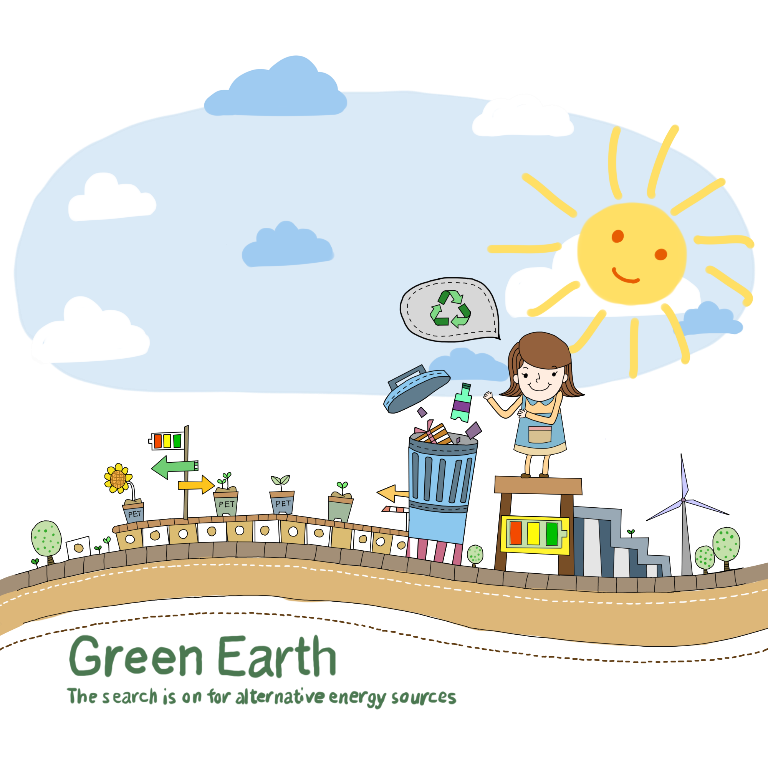 PET
PET
PET
Green Earth
The search is on for alternative energy sources